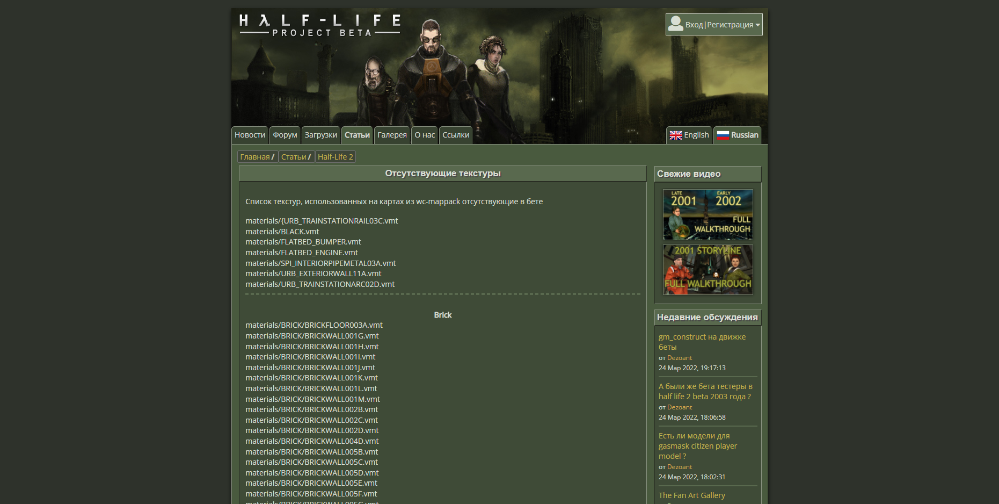 HλLF-LIFE
PROJECT BETA
Вход|Регистрация
Новости
Форум
Загрузки
Статьи
Галерея
О нас
Ссылки
English
Russian
Главная /
Статьи /
Half-Life 2
Отсутствующие текстуры
Список текстур, использованных на картах из wc-mappack отсутствующие в бете
materials/{URB_TRAINSTATIONRAIL03C.vmt
materials/BLACK.vmt
materials/FLATBED_BUMPER.vmt
materials/FLATBED_ENGINE.vmt
materials/SPI_INTERIORPIPEMETAL03A.vmt
materials/URB_EXTERIORWALL11A.vmt
materials/URB_TRAINSTATIONARC02D.vmt
Brick
materials/BRICK/BRICKFLOOR003A.vmt
materials/BRICK/BRICKWALL001G.vmt
materials/BRICK/BRICKWALL001H.vmt
materials/BRICK/BRICKWALL001I.vmt
materials/BRICK/BRICKWALL001J.vmt
materials/BRICK/BRICKWALL001K.vmt
materials/BRICK/BRICKWALL001L.vmt
materials/BRICK/BRICKWALL001M.vmt
materials/BRICK/BRICKWALL002B.vmt
materials/BRICK/BRICKWALL002C.vmt
materials/BRICK/BRICKWALL002D.vmt
materials/BRICK/BRICKWALL004D.vmt
materials/BRICK/BRICKWALL005B.vmt
materials/BRICK/BRICKWALL005C.vmt
materials/BRICK/BRICKWALL005D.vmt
materials/BRICK/BRICKWALL005E.vmt
materials/BRICK/BRICKWALL005F.vmt
Свежие видео
LATE EARLY
2001 2002
FULL
WALKTHROUGH
2001 STORYLINE
FULL WALKTHROUGH
Недавние обсуждения
gm_construct на движке
беты
от Dezoant
24 Мар 2022, 19:17:13
А были же бета тестеры в
half life 2 beta 2003 года ?
от Dezoant
24 Мар 2022, 18:06:58
Есть ли модели для
gasmask citizen player
model ?
от Dezoant
24 Мар 2022, 18:02:31
The Fan Art Gallery